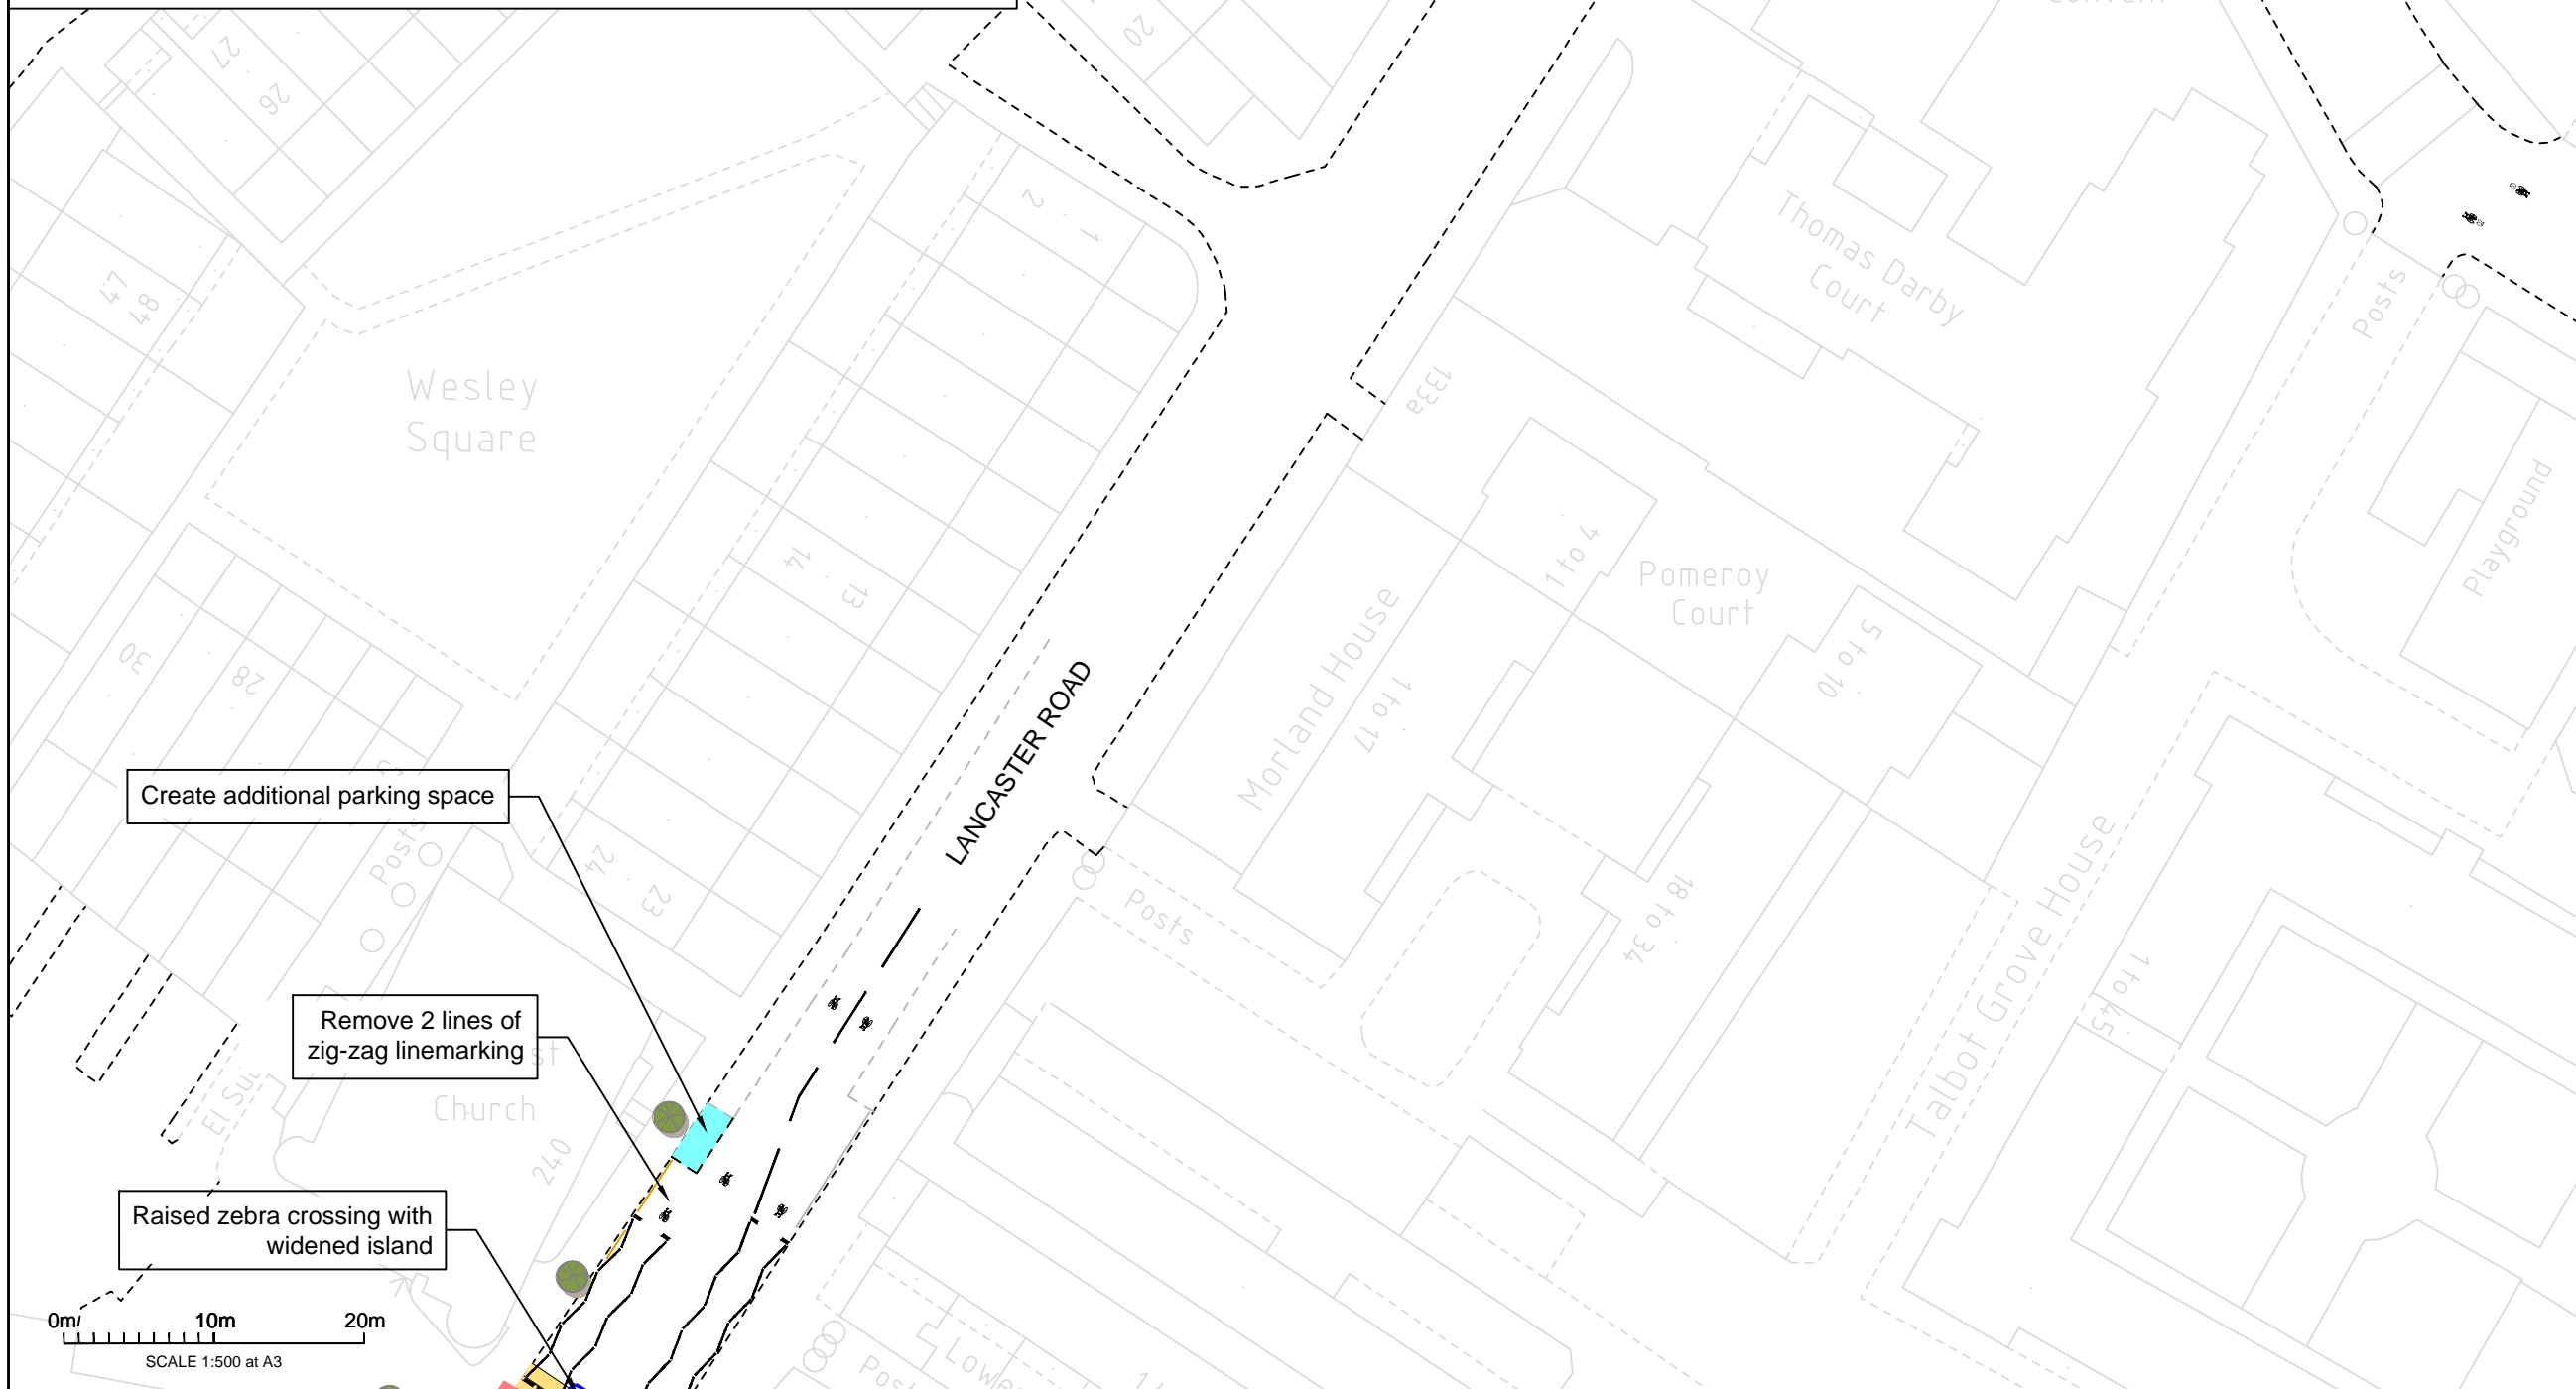 20
27
26
2
1
Thomas Darby
Court
47
48
Posts
Wesley
Square
133a
Playground
14
13
1 to 4
Pomeroy
Court
Morland House
1 to 17
5 to 10
30
28
LANCASTER ROAD
Create additional parking space
Posts
24
23
Posts
18 to 34
Talbot Grove House
1 to 45
Remove 2 lines of
zig-zag linemarking
Church
240
Raised zebra crossing with
widened island
0m
10m
20m
SCALE 1:500 at A3